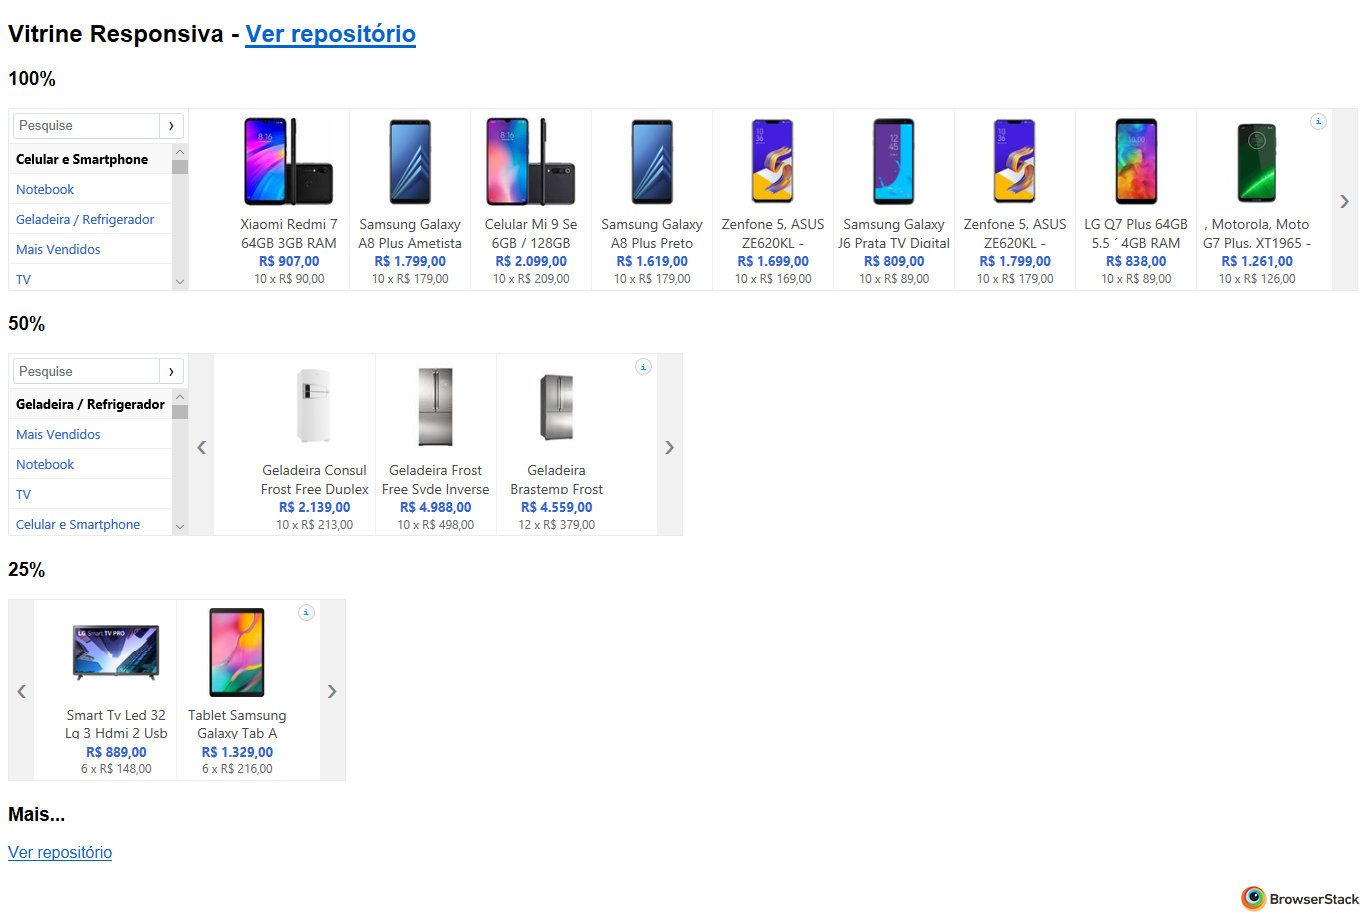 Vitrine Responsiva - Ver repositório
100%
Pesquise
Celular e Smartphone
Notebook
Geladeira / Refrigerador
Mais Vendidos
TV
Xiaomi Redmi 7
64GB 3GB RAM
R$ 907,00
10 x R$ 90,00
Samsung Galaxy
A8 Plus Ametista
R$ 1.799,00
10 x R$ 179,00
Celular Mi 9 Se
6GB / 128GB
R$ 2.099,00
10 x R$ 209,00
Samsung Galaxy
A8 Plus Preto
R$ 1.619,00
10 x R$ 179,00
Zenfone 5, ASUS
ZE620KL -
R$ 1.699,00
10 x R$ 169,00
Samsung Galaxy
J6 Prata TV Digital
R$ 809,00
10 x R$ 89,00
Zenfone 5, ASUS
ZE620KL -
R$ 1.799,00
10 x R$ 179,00
LG Q7 Plus 64GB
5.5 ´ 4GB RAM
R$ 838,00
10 x R$ 89,00
, Motorola, Moto
G7 Plus, XT1965 -
R$ 1.261,00
10 x R$ 126,00
50%
Pesquise
Geladeira / Refrigerador
Mais Vendidos
Notebook
TV
Celular e Smartphone
Geladeira Consul
Frost Free Duplex
R$ 2.139,00
10 x R$ 213,00
Geladeira Frost
Free Syde Inverse
R$ 4.988,00
10 x R$ 498,00
Geladeira
Brastemp Frost
R$ 4.559,00
12 x R$ 379,00
25%
LG Smart TV PRO
Smart Tv Led 32
Lg 3 Hdmi 2 Usb
R$ 889,00
6 x R$ 148,00
Tablet Samsung
Galaxy Tab A
R$ 1.329,00
6 x R$ 216,00
Mais...
Ver repositório
BrowserStack